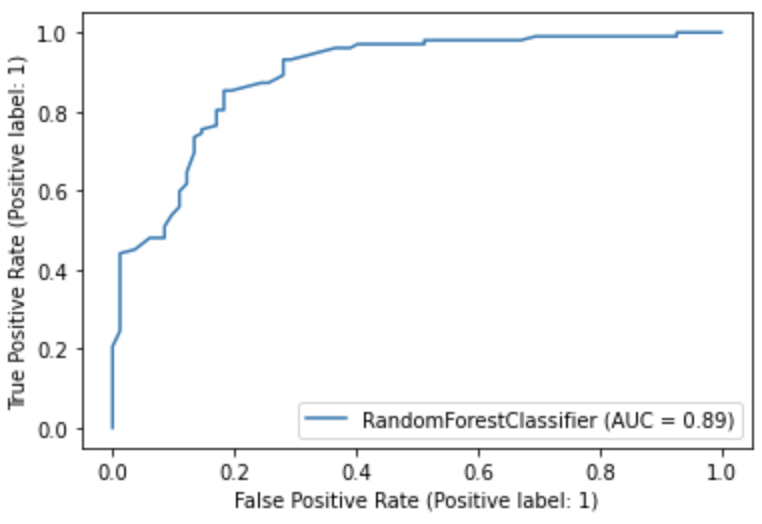 True Positive Rate (Positive label: 1)
1.0
0.8
0.6
0.4
0.2
0.0
RandomForestClassifier (AUC = 0.89)
0.0 0.2 0.4 0.6 0.8 1.0
False Positive Rate (Positive label: 1)